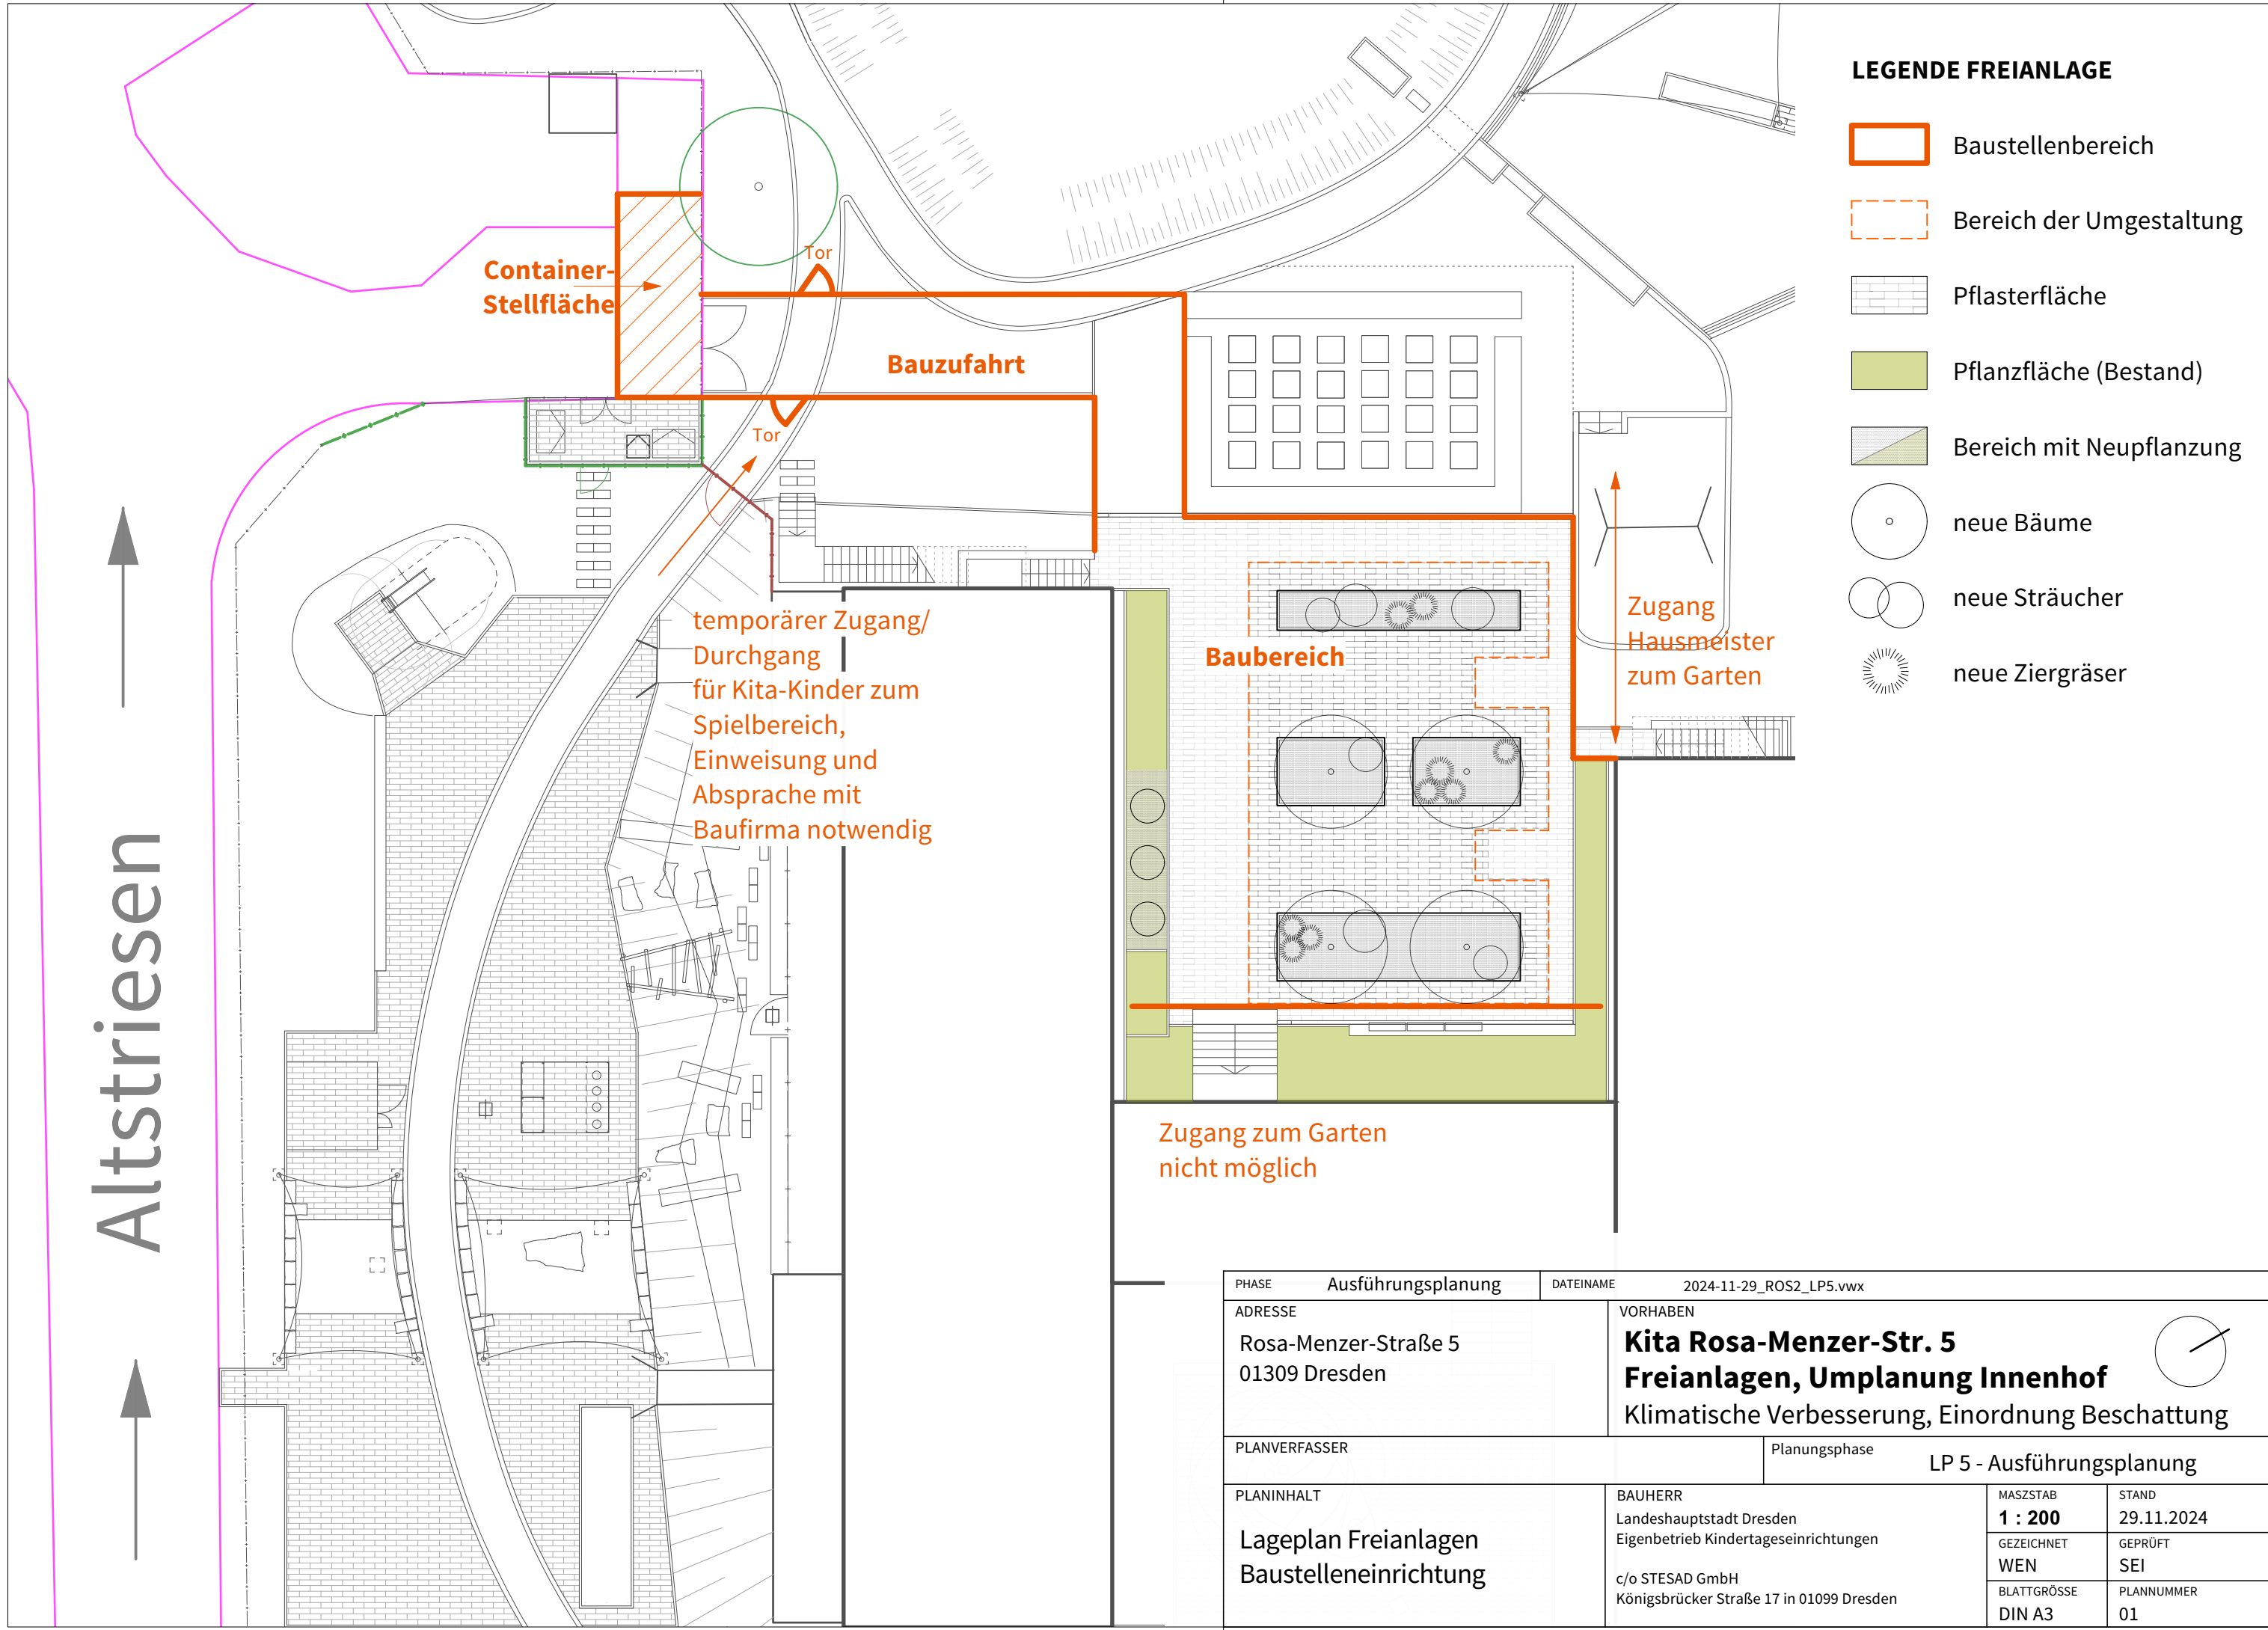 LEGENDE FREIANLAGE
Baustellenbereich
Bereich der Umgestaltung
Pflasterfläche
Pflanzfläche (Bestand)
Bereich mit Neupflanzung
neue Bäume
neue Sträucher
neue Ziergräser
Container-
Stellfläche
Tor
Bauzufahrt
Tor
temporärer Zugang/
Durchgang
für Kita-Kinder zum
Spielbereich,
Einweisung und
Absprache mit
Baufirma notwendig
Baubereich
Zugang
Hausmeister
zum Garten
Zugang zum Garten
nicht möglich
Altstriesen
PHASE
Ausführungsplanung
DATEINAME
2024-11-29_ROS2_LP5.vwx
ADRESSE
Rosa-Menzer-Straße 5
01309 Dresden
VORHABEN
Kita Rosa-Menzer-Str. 5
Freianlagen, Umplanung Innenhof
Klimatische Verbesserung, Einordnung Beschattung
PLANVERFASSER
Planungsphase
LP 5 - Ausführungsplanung
PLANINHALT
Lageplan Freianlagen
Baustelleneinrichtung
BAUHERR
Landeshauptstadt Dresden
Eigenbetrieb Kindertageseinrichtungen
c/o STESAD GmbH
Königsbrücker Straße 17 in 01099 Dresden
MASZSTAB
1 : 200
STAND
29.11.2024
GEZEICHNET
WEN
GEPRÜFT
SEI
BLATTGRÖSSE
DIN A3
PLANNUMMER
01